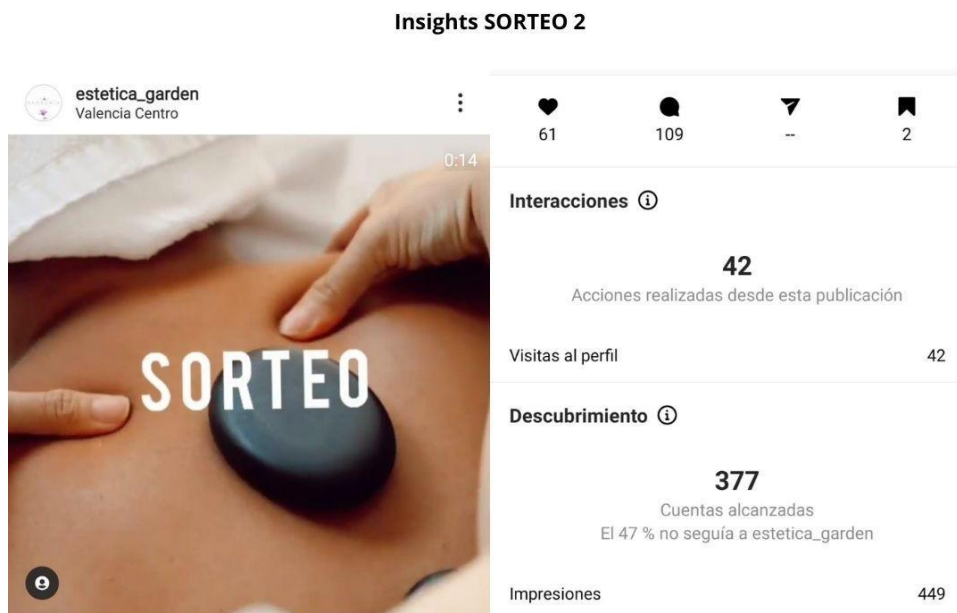 Insights SORTEO 2
estetica_garden
Valencia Centro
0:14
SORTEO
61
109
--
2
Interacciones
42
Acciones realizadas desde esta publicación
Visitas al perfil 42
Descubrimiento
377
Cuentas alcanzadas
El 47 % no seguía a estetica_garden
Impresiones 449